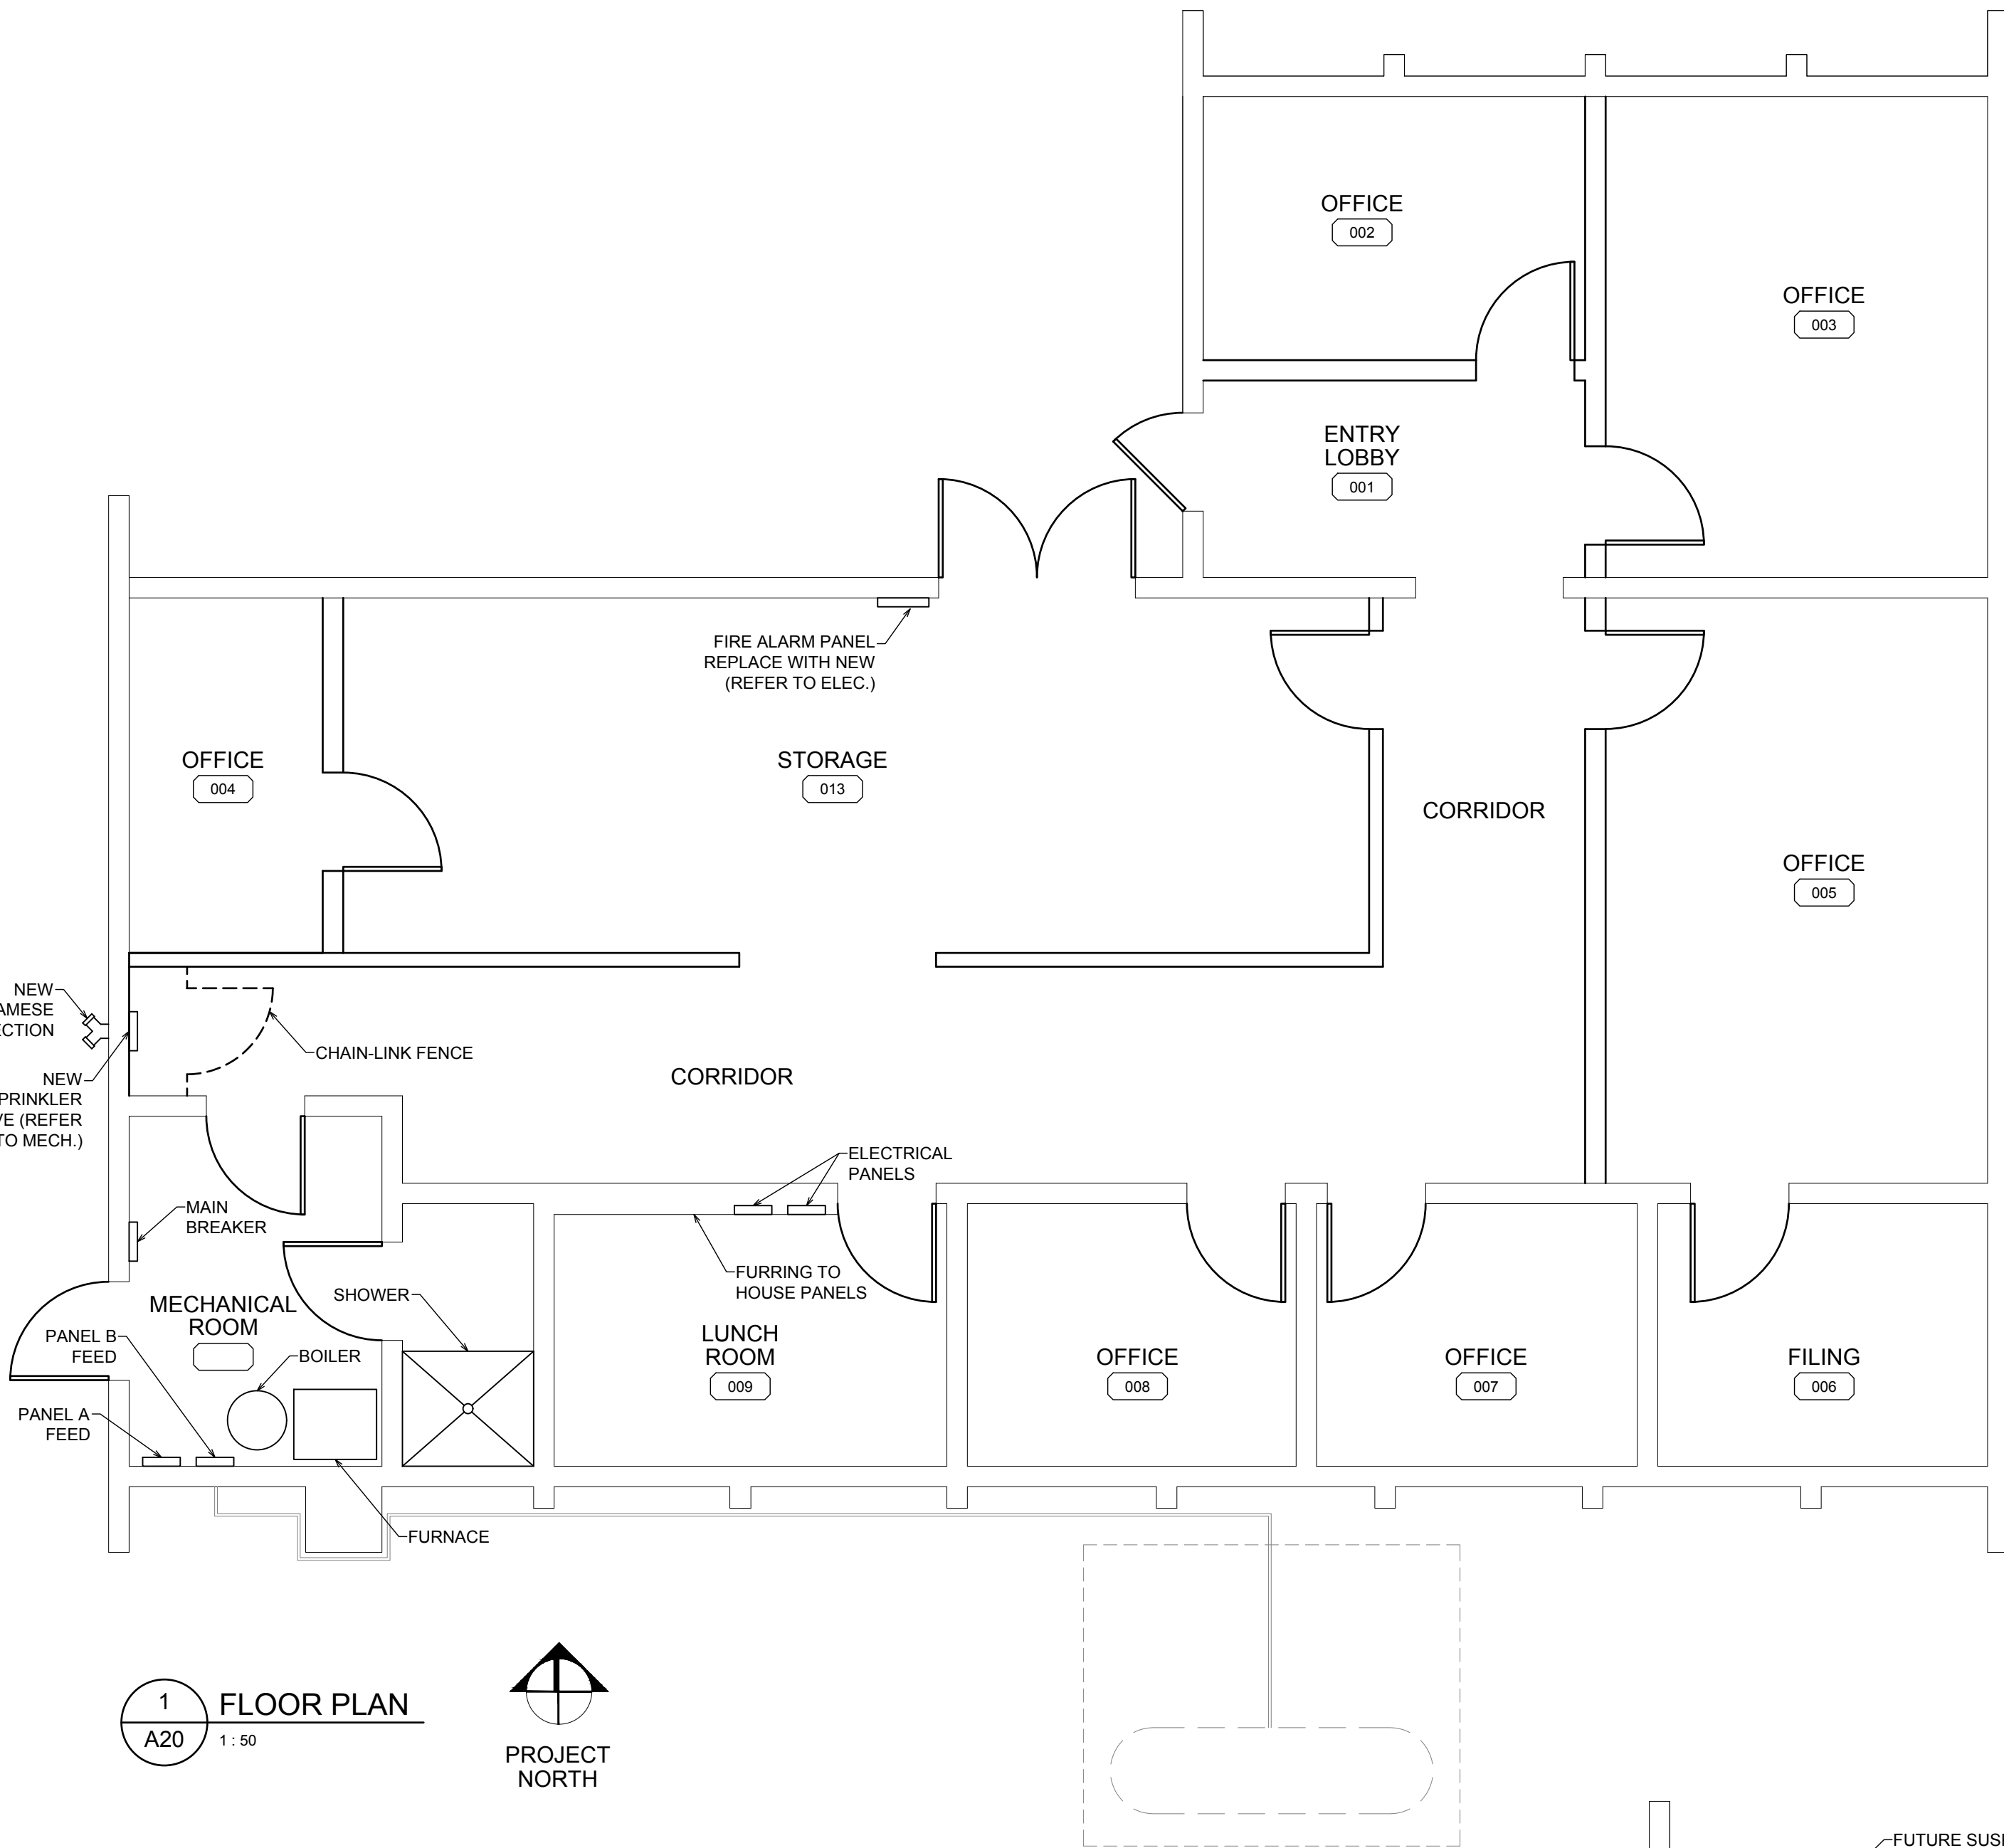 OFFICE
002
OFFICE
003
ENTRY
LOBBY
001
FIRE ALARM PANEL
REPLACE WITH NEW
(REFER TO ELEC.)
OFFICE
004
STORAGE
013
CORRIDOR
OFFICE
005
NEW
CHAIN-LINK FENCE
CORRIDOR
NEW
(REFER
TO MECH.)
ELECTRICAL
PANELS
MAIN
BREAKER
FURRING TO
HOUSE PANELS
SHOWER
MECHANICAL
ROOM
PANEL B
FEED
BOILER
LUNCH
ROOM
009
OFFICE
008
OFFICE
007
FILING
006
PANEL A
FEED
FURNACE
1
A20
FLOOR PLAN
1 : 50
PROJECT
NORTH
FUTURE